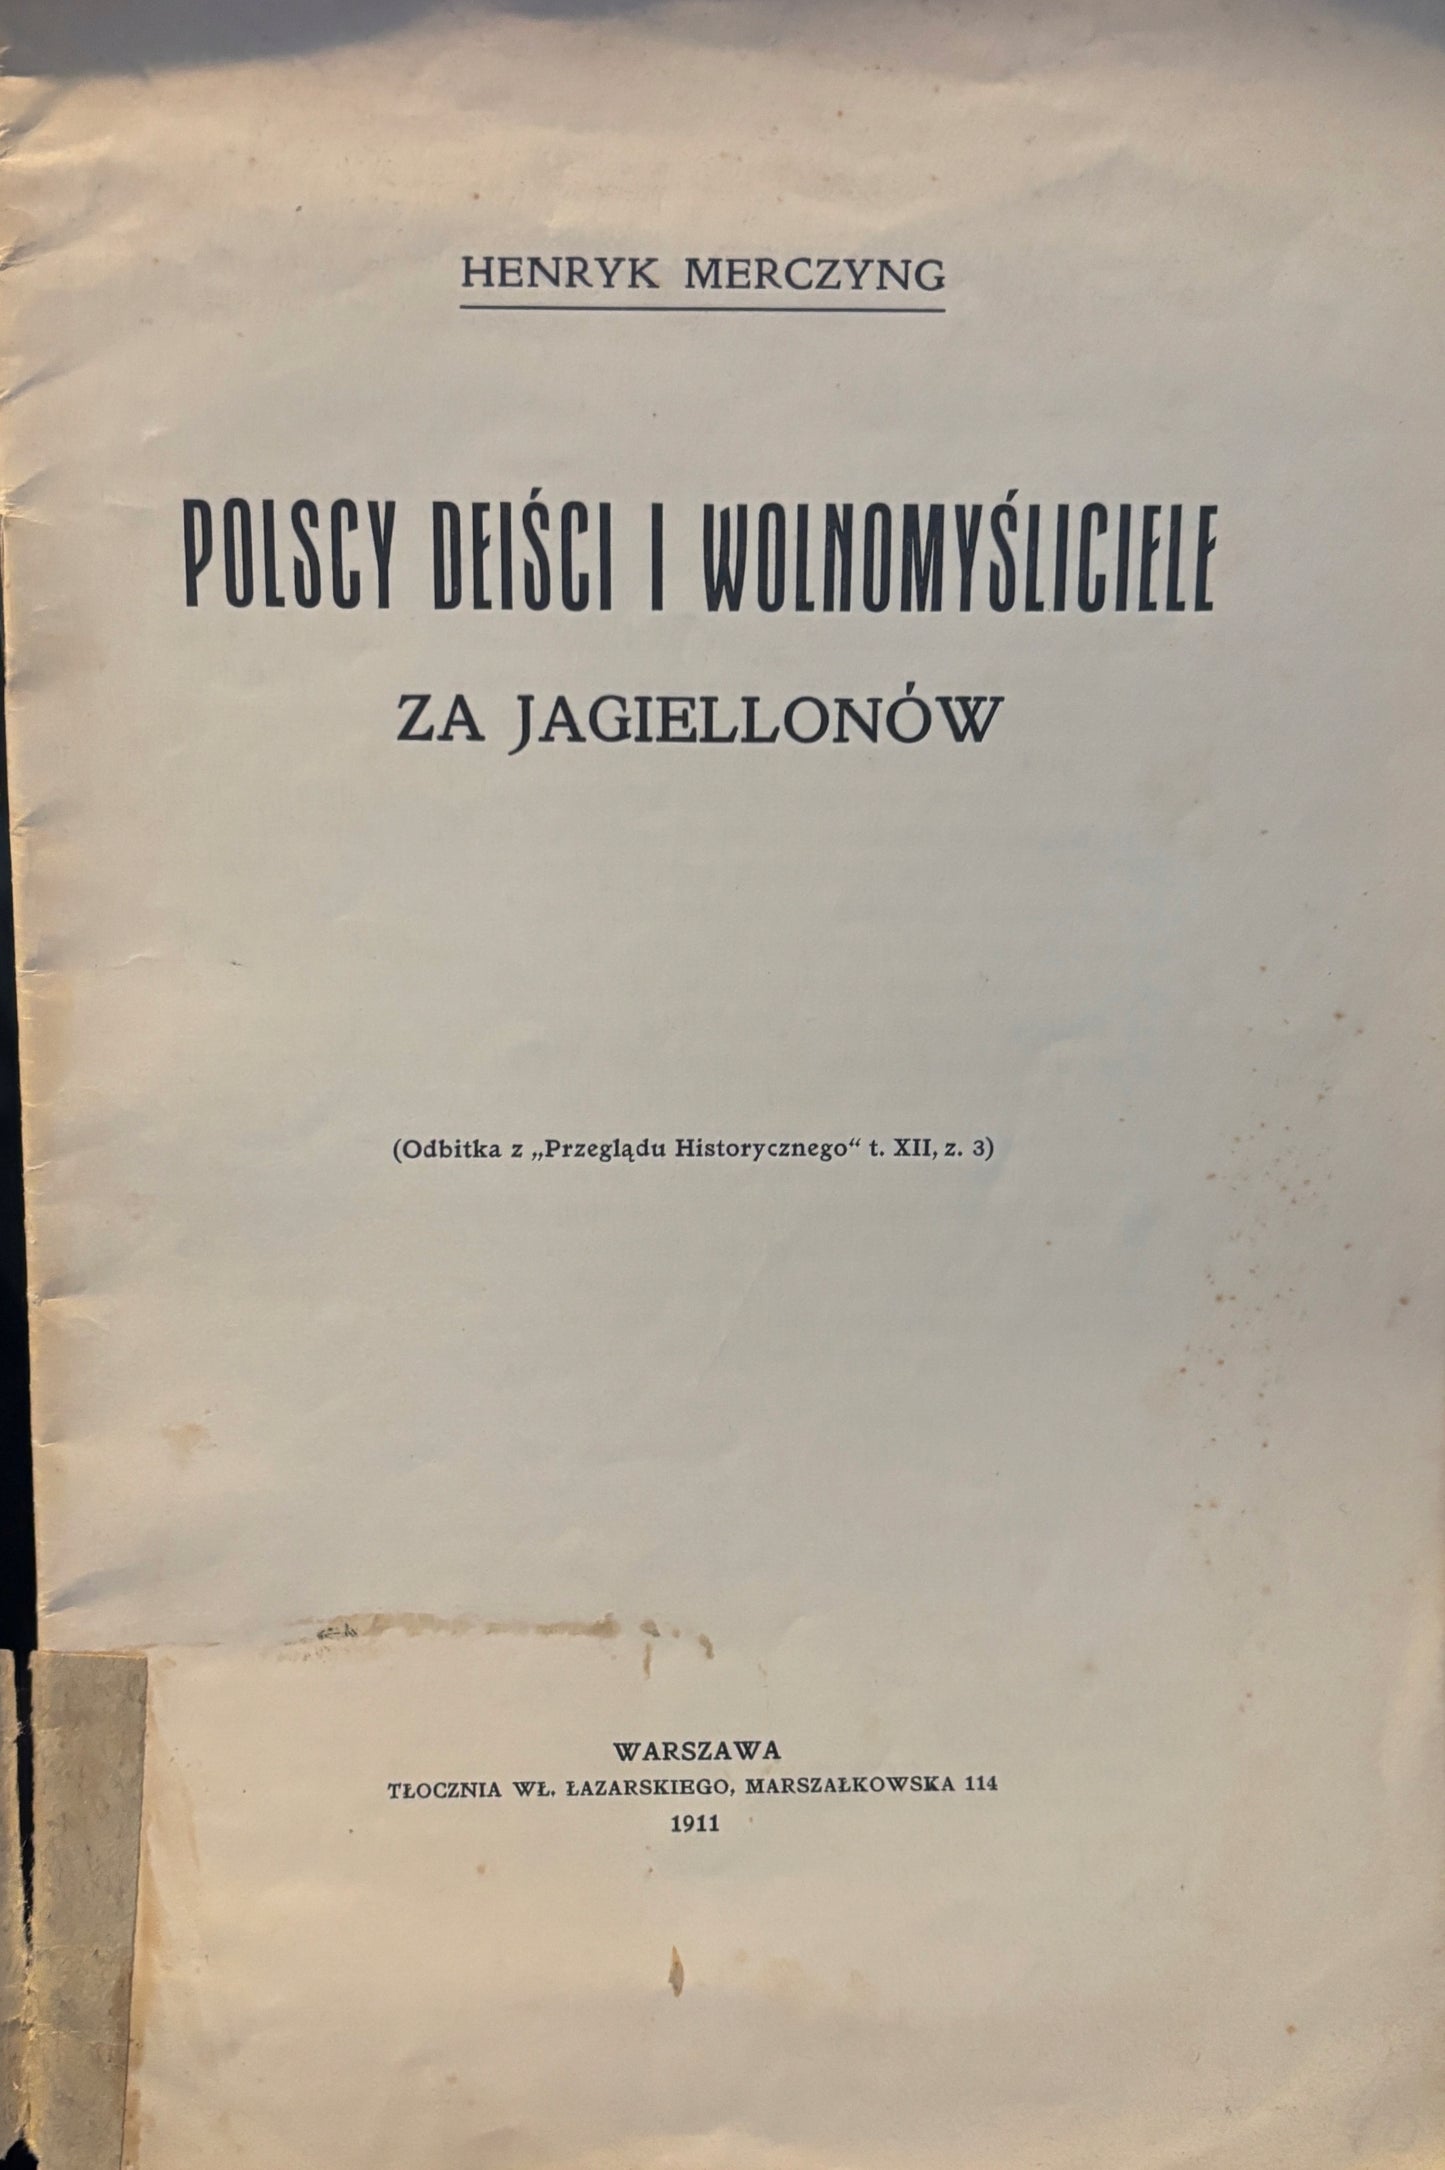 HENRYK MERCZYNG
POLSCY DEIŚCI I WOLNOMYŚLICIELE
ZA JAGIELLONÓW
(Odbitka z „Przeglądu Historycznego“ t. XII, z. 3)
WARSZAWA
TŁOCZNIA WŁ. ŁAZARSKIEGO, MARSZAŁKOWSKA 114
1911